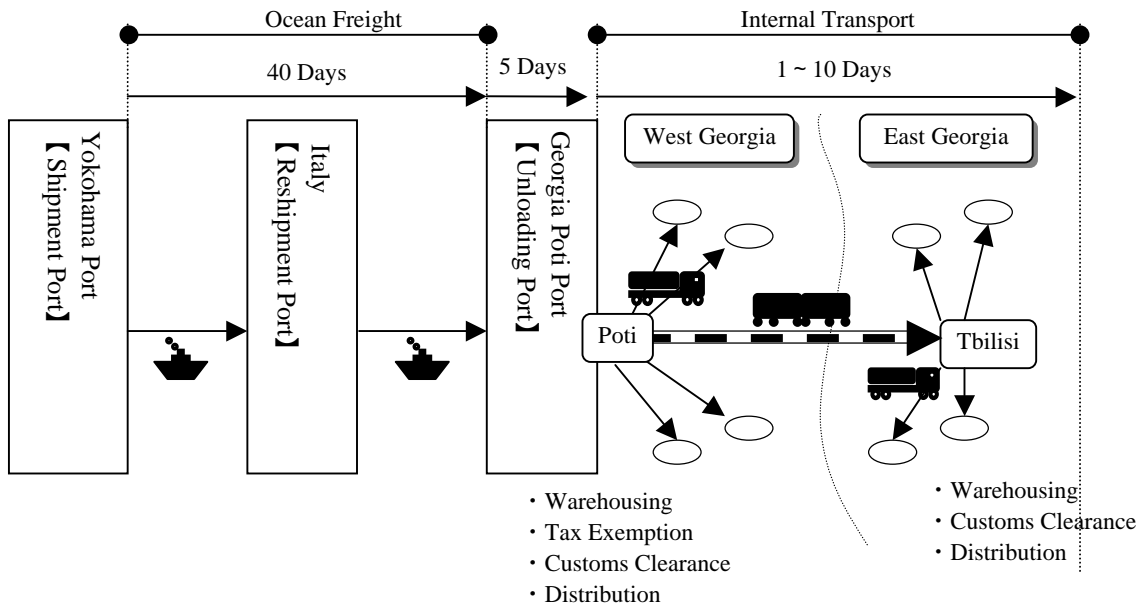 Ocean Freight
Internal Transport
40 Days
5 Days
1 ~ 10 Days
Yokohama Port
【Shipment Port】
Italy
【Reshipment Port】
Georgia Poti Port
【Unloading Port】
West Georgia
East Georgia
Poti
Tbilisi
・Warehousing
・Tax Exemption
・Customs Clearance
・Distribution
・Warehousing
・Customs Clearance
・Distribution